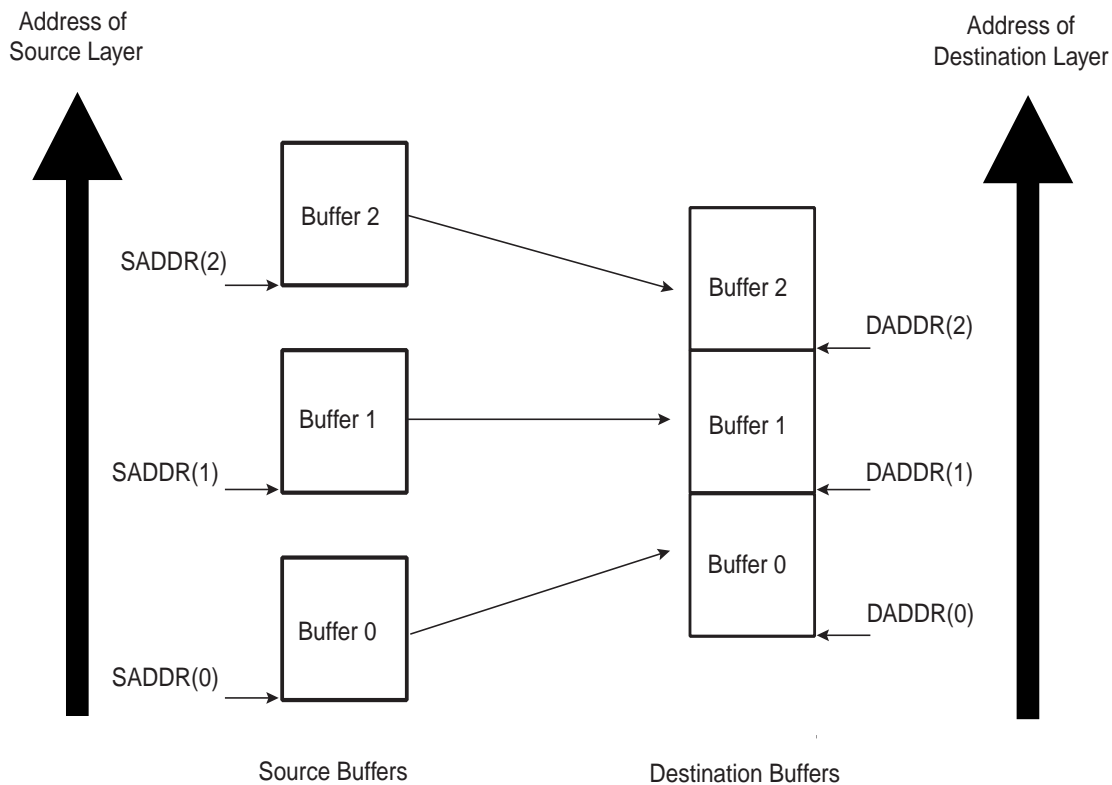 Address of
Source Layer
Address of
Destination Layer
Buffer 2
SADDR(2)
Buffer 2
DADDR(2)
Buffer 1
Buffer 1
SADDR(1)
DADDR(1)
Buffer 0
DADDR(0)
Buffer 0
SADDR(0)
Source Buffers
Destination Buffers